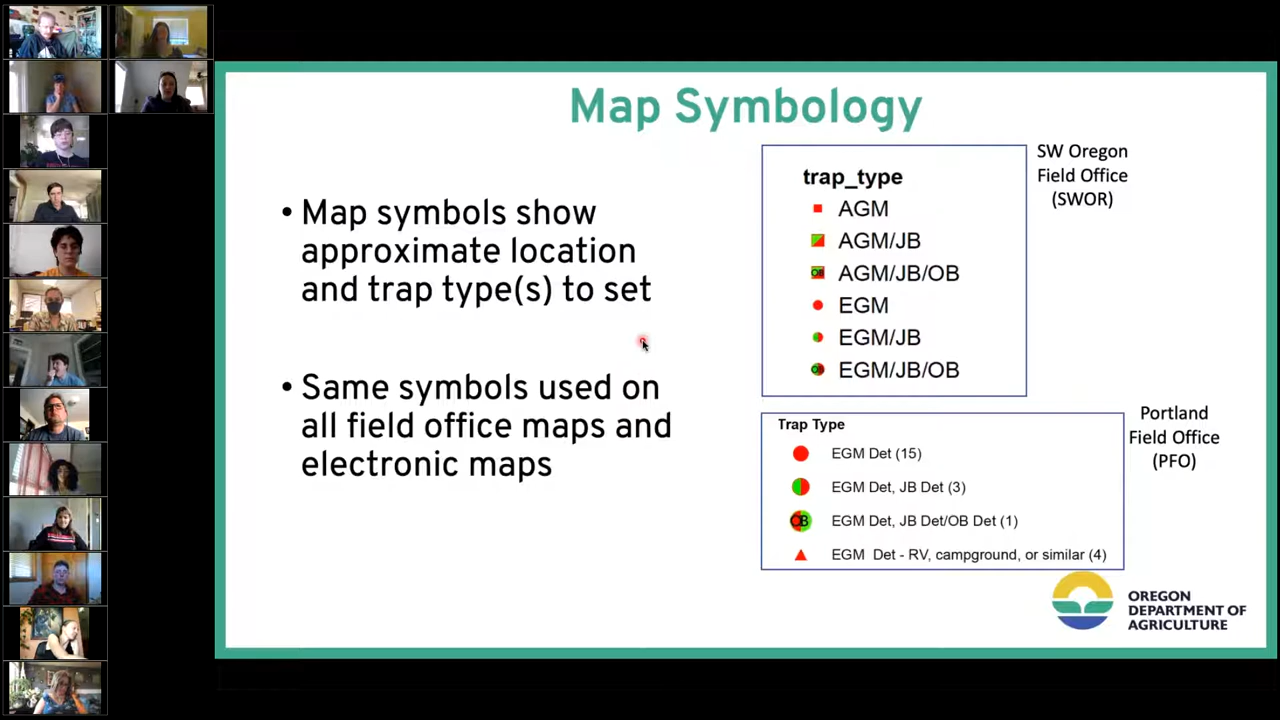 Map Symbology
• Map symbols show
approximate location
and trap type(s) to set
• Same symbols used on
all field office maps and
electronic maps
trap_type
AGM
AGM/JB
OB AGM/JB/OB
EGM
EGM/JB
OB EGM/JB/OB
SW Oregon
Field Office
(SWOR)
Trap Type
EGM Det (15)
EGM Det, JB Det (3)
OB EGM Det, JB Det/OB Det (1)
EGM Det - RV, campground, or similar (4)
Portland
Field Office
(PFO)
OREGON
DEPARTMENT OF
AGRICULTURE